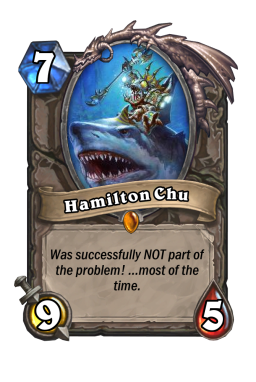 7
Hamilton Chu
Was successfully NOT part of
the problem! ...most of the
time.
9
5